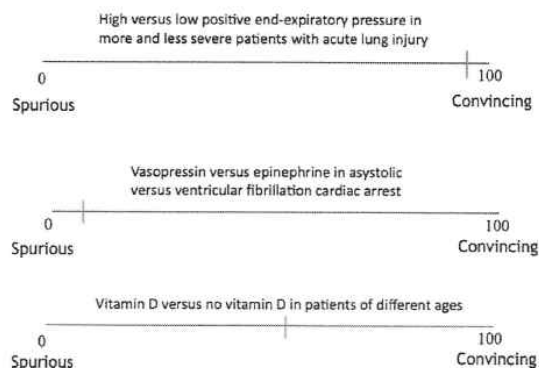 High versus low positive end-expiratory pressure in
more and less severe patients with acute lung injury
0 100
Spurious Convincing
Vasopressin versus epinephrine in asystolic
versus ventricular fibrillation cardiac arrest
0 100
Spurious Convincing
Vitamin D versus no vitamin D in patients of different ages
0 100
Spurious Convincing